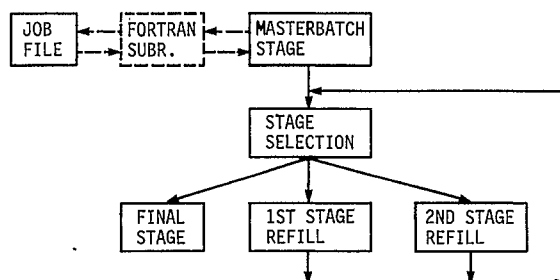 JOB
FILE
FORTRAN
SUBR.
MASTERBATCH
STAGE
STAGE
SELECTION
FINAL
STAGE
1ST STAGE
REFILL
2ND STAGE
REFILL